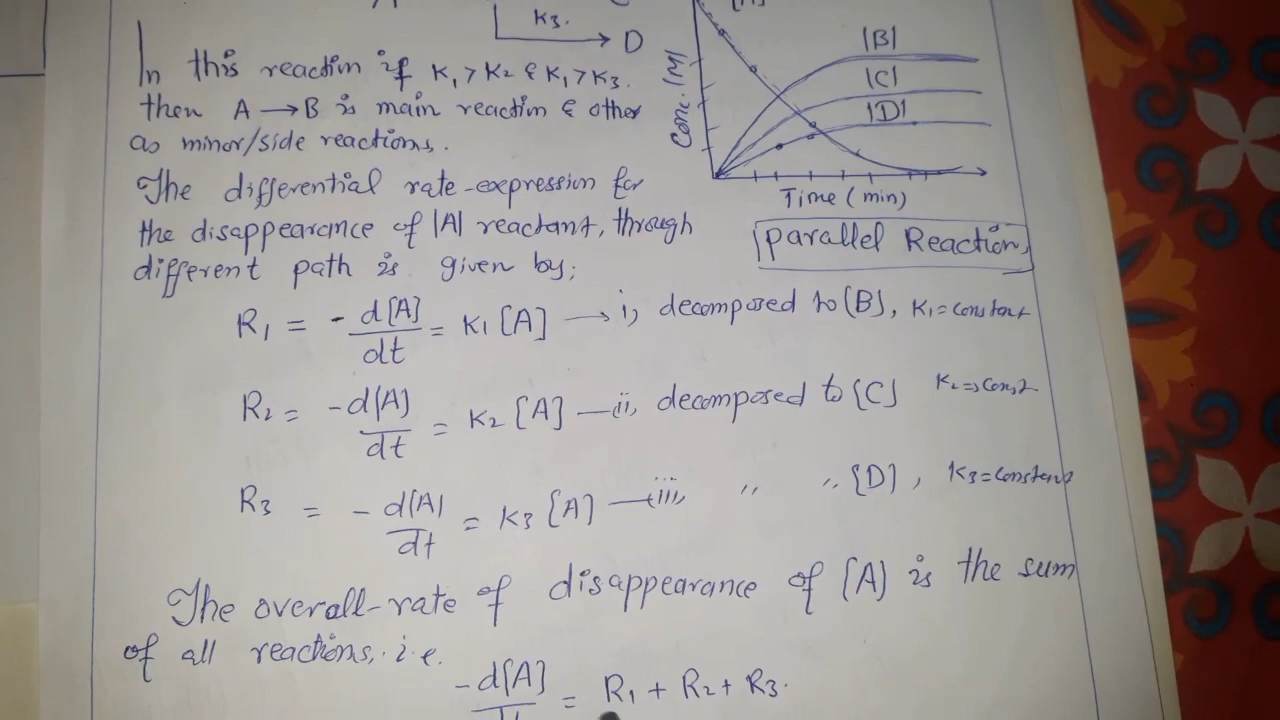 K3.
D
In this reaction if K1 > K2 & K1 > K3.
then A → B is main reaction & other
as minor/side reactions.
The differential rate-expression for
the disappearance of |A| reactant, through
different path is given by;
|B|
|C|
|D|
Conc. |M|
Time (min)
parallel Reaction,
R1 = - d[A]/dt = K1 [A] → i, decomposed to [B], K1 = constant
R2 = -d[A]/dt = K2 [A] — ii, decomposed to [C]
R3 = - d[A]/dt = K3 [A] — iii, ,, ,, [D], K3 = constant
The overall-rate of disappearance of [A] is the sum
of all reactions, i.e.
-d[A] = R1 + R2 + R3.